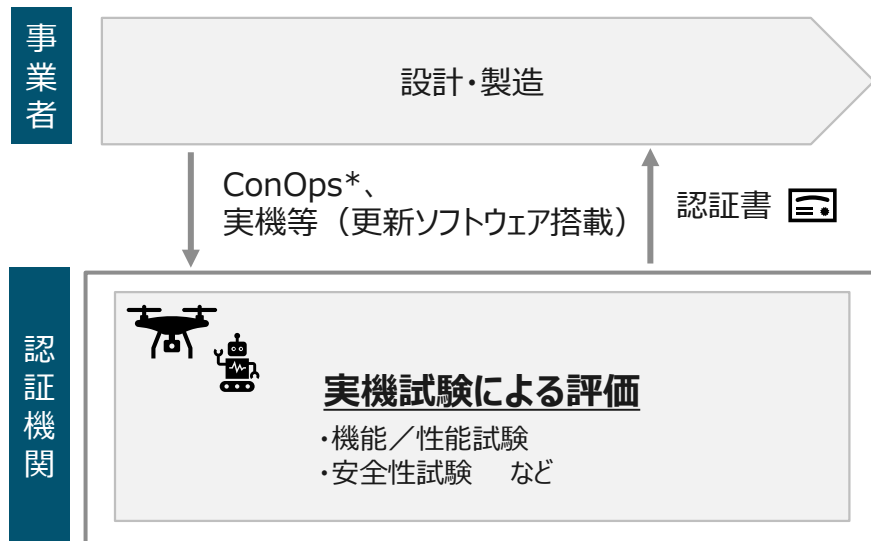 事業者
設計・製造
ConOps*、
実機等（更新ソフトウェア搭載）
認証書
認証機関
実機試験による評価
・機能／性能試験
・安全性試験　など